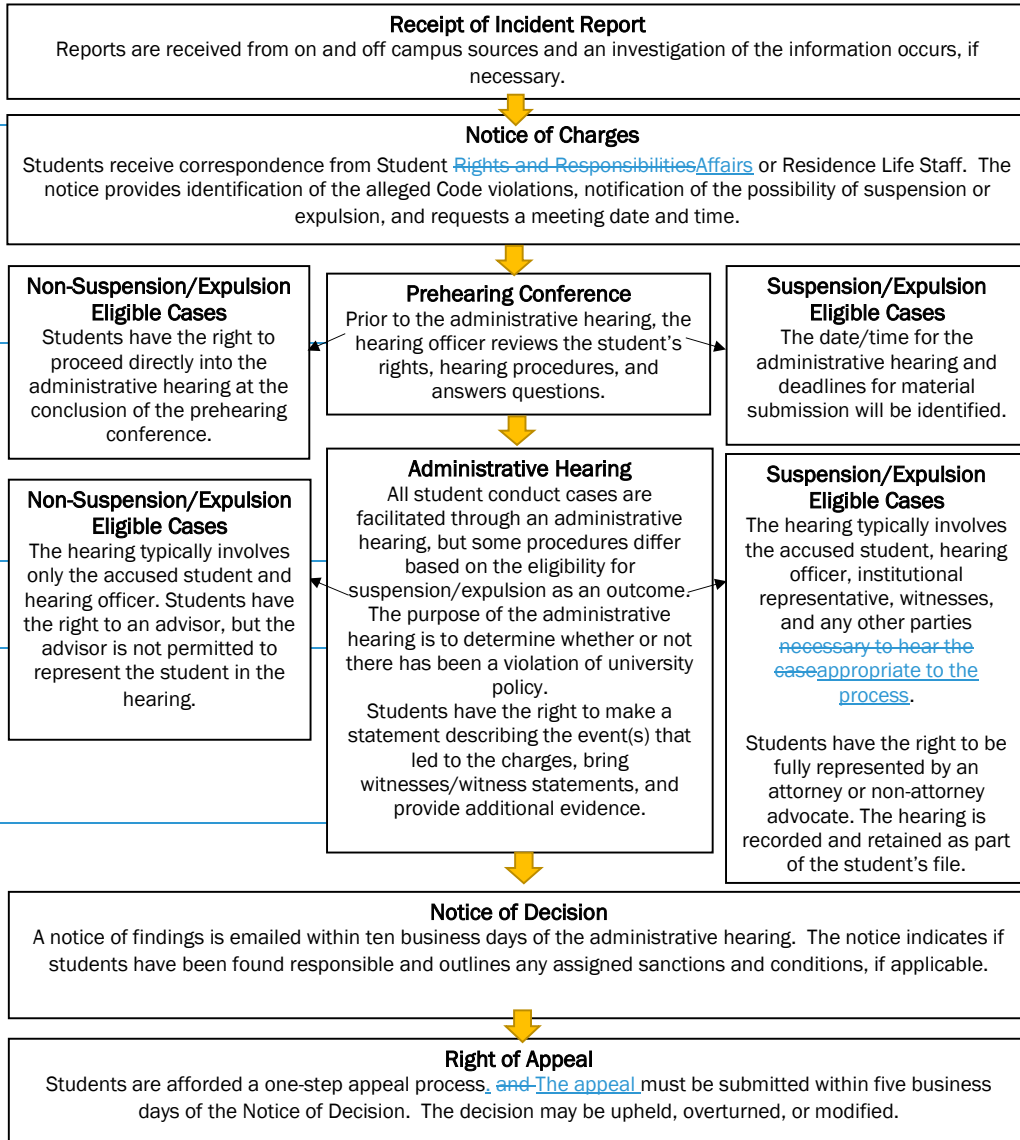 Receipt of Incident Report
Reports are received from on and off campus sources and an investigation of the information occurs, if
necessary.
Notice of Charges
Students receive correspondence from Student Rights and ResponsibilitiesAffairs or Residence Life Staff. The
notice provides identification of the alleged Code violations, notification of the possibility of suspension or
expulsion, and requests a meeting date and time.
Non-Suspension/Expulsion
Eligible Cases
Students have the right to
proceed directly into the
administrative hearing at the
conclusion of the prehearing
conference.
Prehearing Conference
Prior to the administrative hearing, the
hearing officer reviews the student's
rights, hearing procedures, and
answers questions.
Suspension/Expulsion
Eligible Cases
The date/time for the
administrative hearing and
deadlines for material
submission will be identified.
Non-Suspension/Expulsion
Eligible Cases
The hearing typically involves
only the accused student and
hearing officer. Students have
the right to an advisor, but the
advisor is not permitted to
represent the student in the
hearing.
Administrative Hearing
All student conduct cases are
facilitated through an administrative
hearing, but some procedures differ
based on the eligibility for
suspension/expulsion as an outcome.
The purpose of the administrative
hearing is to determine whether or not
there has been a violation of university
policy.
Students have the right to make a
statement describing the event(s) that
led to the charges, bring
witnesses/witness statements, and
provide additional evidence.
Suspension/Expulsion
Eligible Cases
The hearing typically involves
the accused student, hearing
officer, institutional
representative, witnesses,
and any other parties
necessary to hear the
caseappropriate to the
process.
Students have the right to be
fully represented by an
attorney or non-attorney
advocate. The hearing is
recorded and retained as part
of the student's file.
Notice of Decision
A notice of findings is emailed within ten business days of the administrative hearing. The notice indicates if
students have been found responsible and outlines any assigned sanctions and conditions, if applicable.
Right of Appeal
Students are afforded a one-step appeal process. and The appeal must be submitted within five business
days of the Notice of Decision. The decision may be upheld, overturned, or modified.